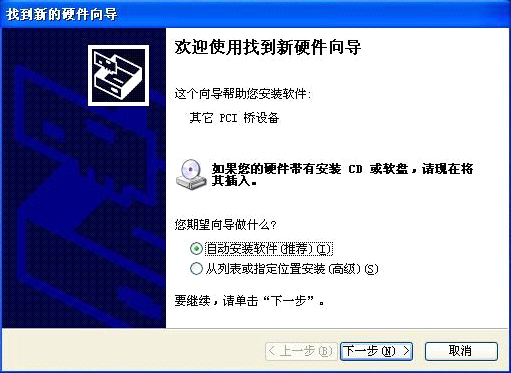 找到新的硬件向导
欢迎使用找到新硬件向导
这个向导帮助您安装软件:
其它 PCI 桥设备
如果您的硬件带有安装 CD 或软盘，请现在将
其插入。
您期望向导做什么?
自动安装软件(推荐)(I)
从列表或指定位置安装(高级)(S)
要继续，请单击“下一步”。
< 上一步(B) 下一步(N) > 取消